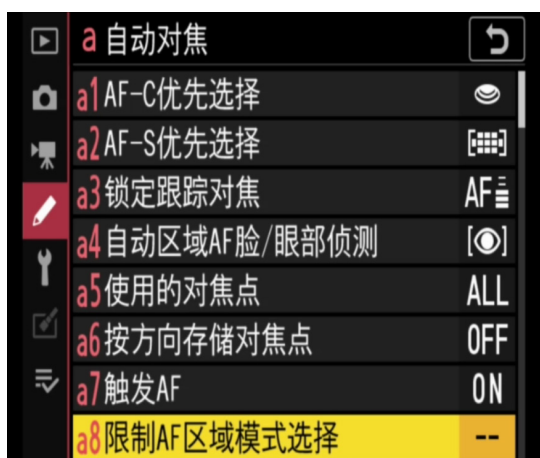 a 自动对焦
a1 AF-C优先选择
a2 AF-S优先选择
a3 锁定跟踪对焦 AF
a4 自动区域AF脸/眼部侦测
a5 使用的对焦点 ALL
a6 按方向存储对焦点 OFF
a7 触发AF ON
a8 限制AF区域模式选择 --